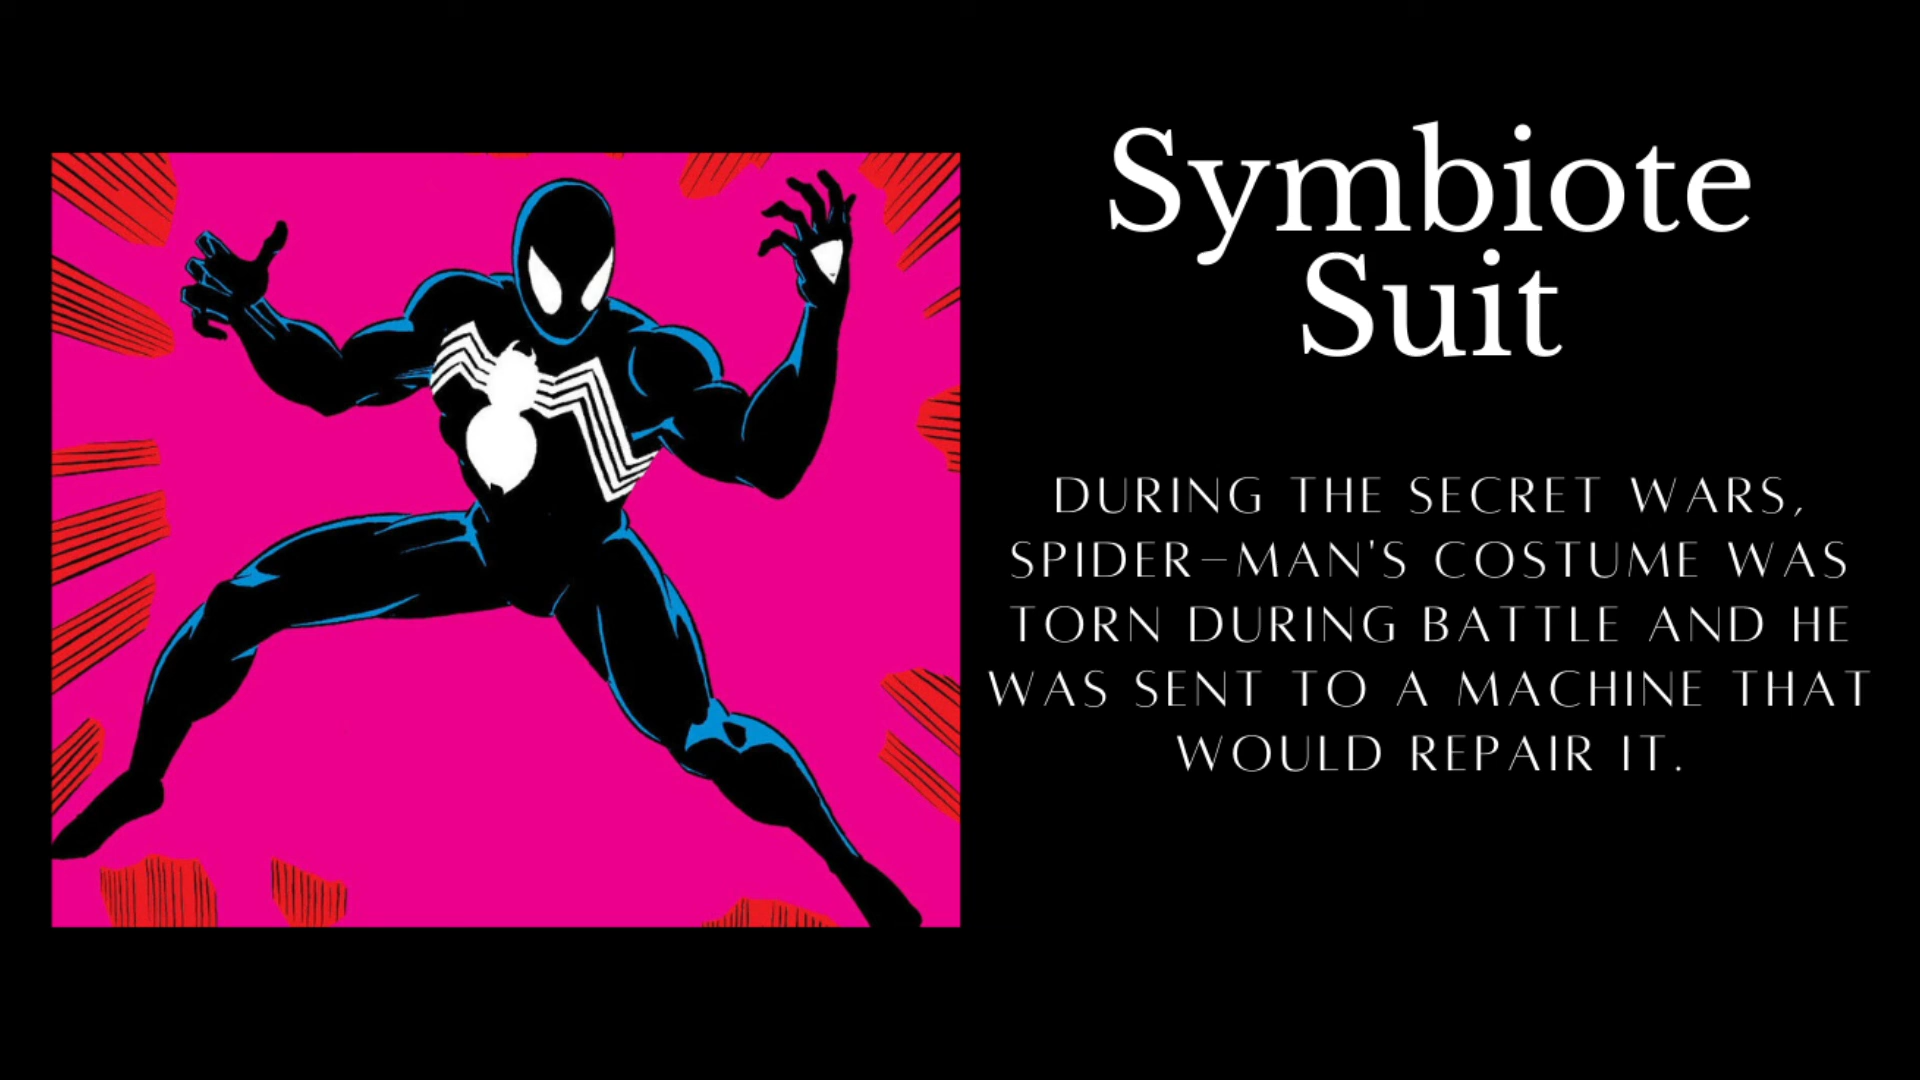 Symbiote
Suit
DURING THE SECRET WARS,
SPIDER-MAN'S COSTUME WAS
TORN DURING BATTLE AND HE
WAS SENT TO A MACHINE THAT
WOULD REPAIR IT.